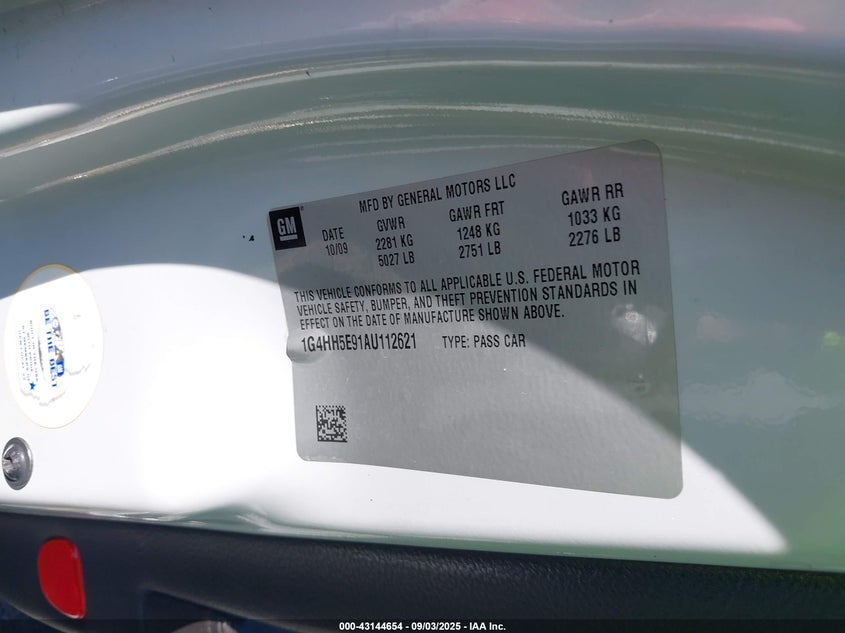 MFD BY GENERAL MOTORS LLC
GM
DATE GVWR GAWR FRT GAWR RR
10/09 2281 KG 1248 KG 1033 KG
5027 LB 2751 LB 2276 LB
THIS VEHICLE CONFORMS TO ALL APPLICABLE U.S. FEDERAL MOTOR
VEHICLE SAFETY, BUMPER, AND THEFT PREVENTION STANDARDS IN
EFFECT ON THE DATE OF MANUFACTURE SHOWN ABOVE.
1G4HH5E91AU112621 TYPE: PASS CAR
BE THE BEST
000-43144654 - 09/03/2025 - IAA Inc.